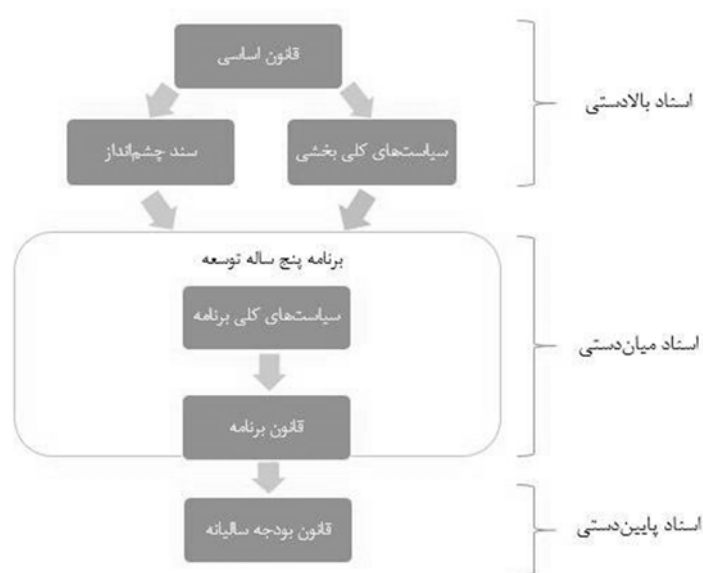 قانون اساسی
اسناد بالادستی
سیاست‌های کلی بخشی
سند چشم‌انداز
برنامه پنج ساله توسعه
سیاست‌های کلی برنامه
اسناد میان‌دستی
قانون برنامه
قانون بودجه سالیانه
اسناد پایین‌دستی